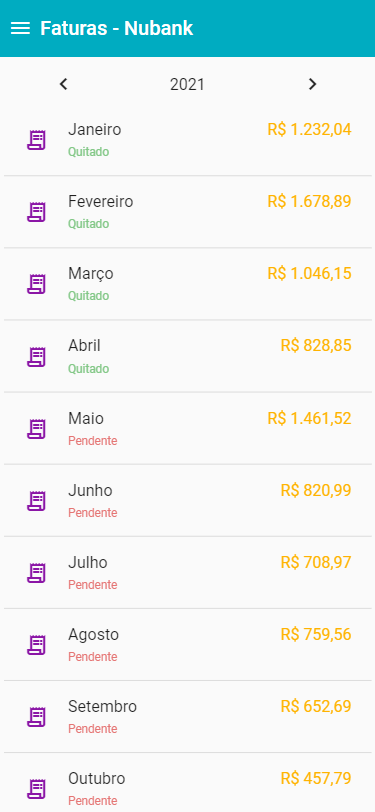 Faturas - Nubank
2021
Janeiro R$ 1.232,04
Quitado
Fevereiro R$ 1.678,89
Quitado
Março R$ 1.046,15
Quitado
Abril R$ 828,85
Quitado
Maio R$ 1.461,52
Pendente
Junho R$ 820,99
Pendente
Julho R$ 708,97
Pendente
Agosto R$ 759,56
Pendente
Setembro R$ 652,69
Pendente
Outubro R$ 457,79
Pendente